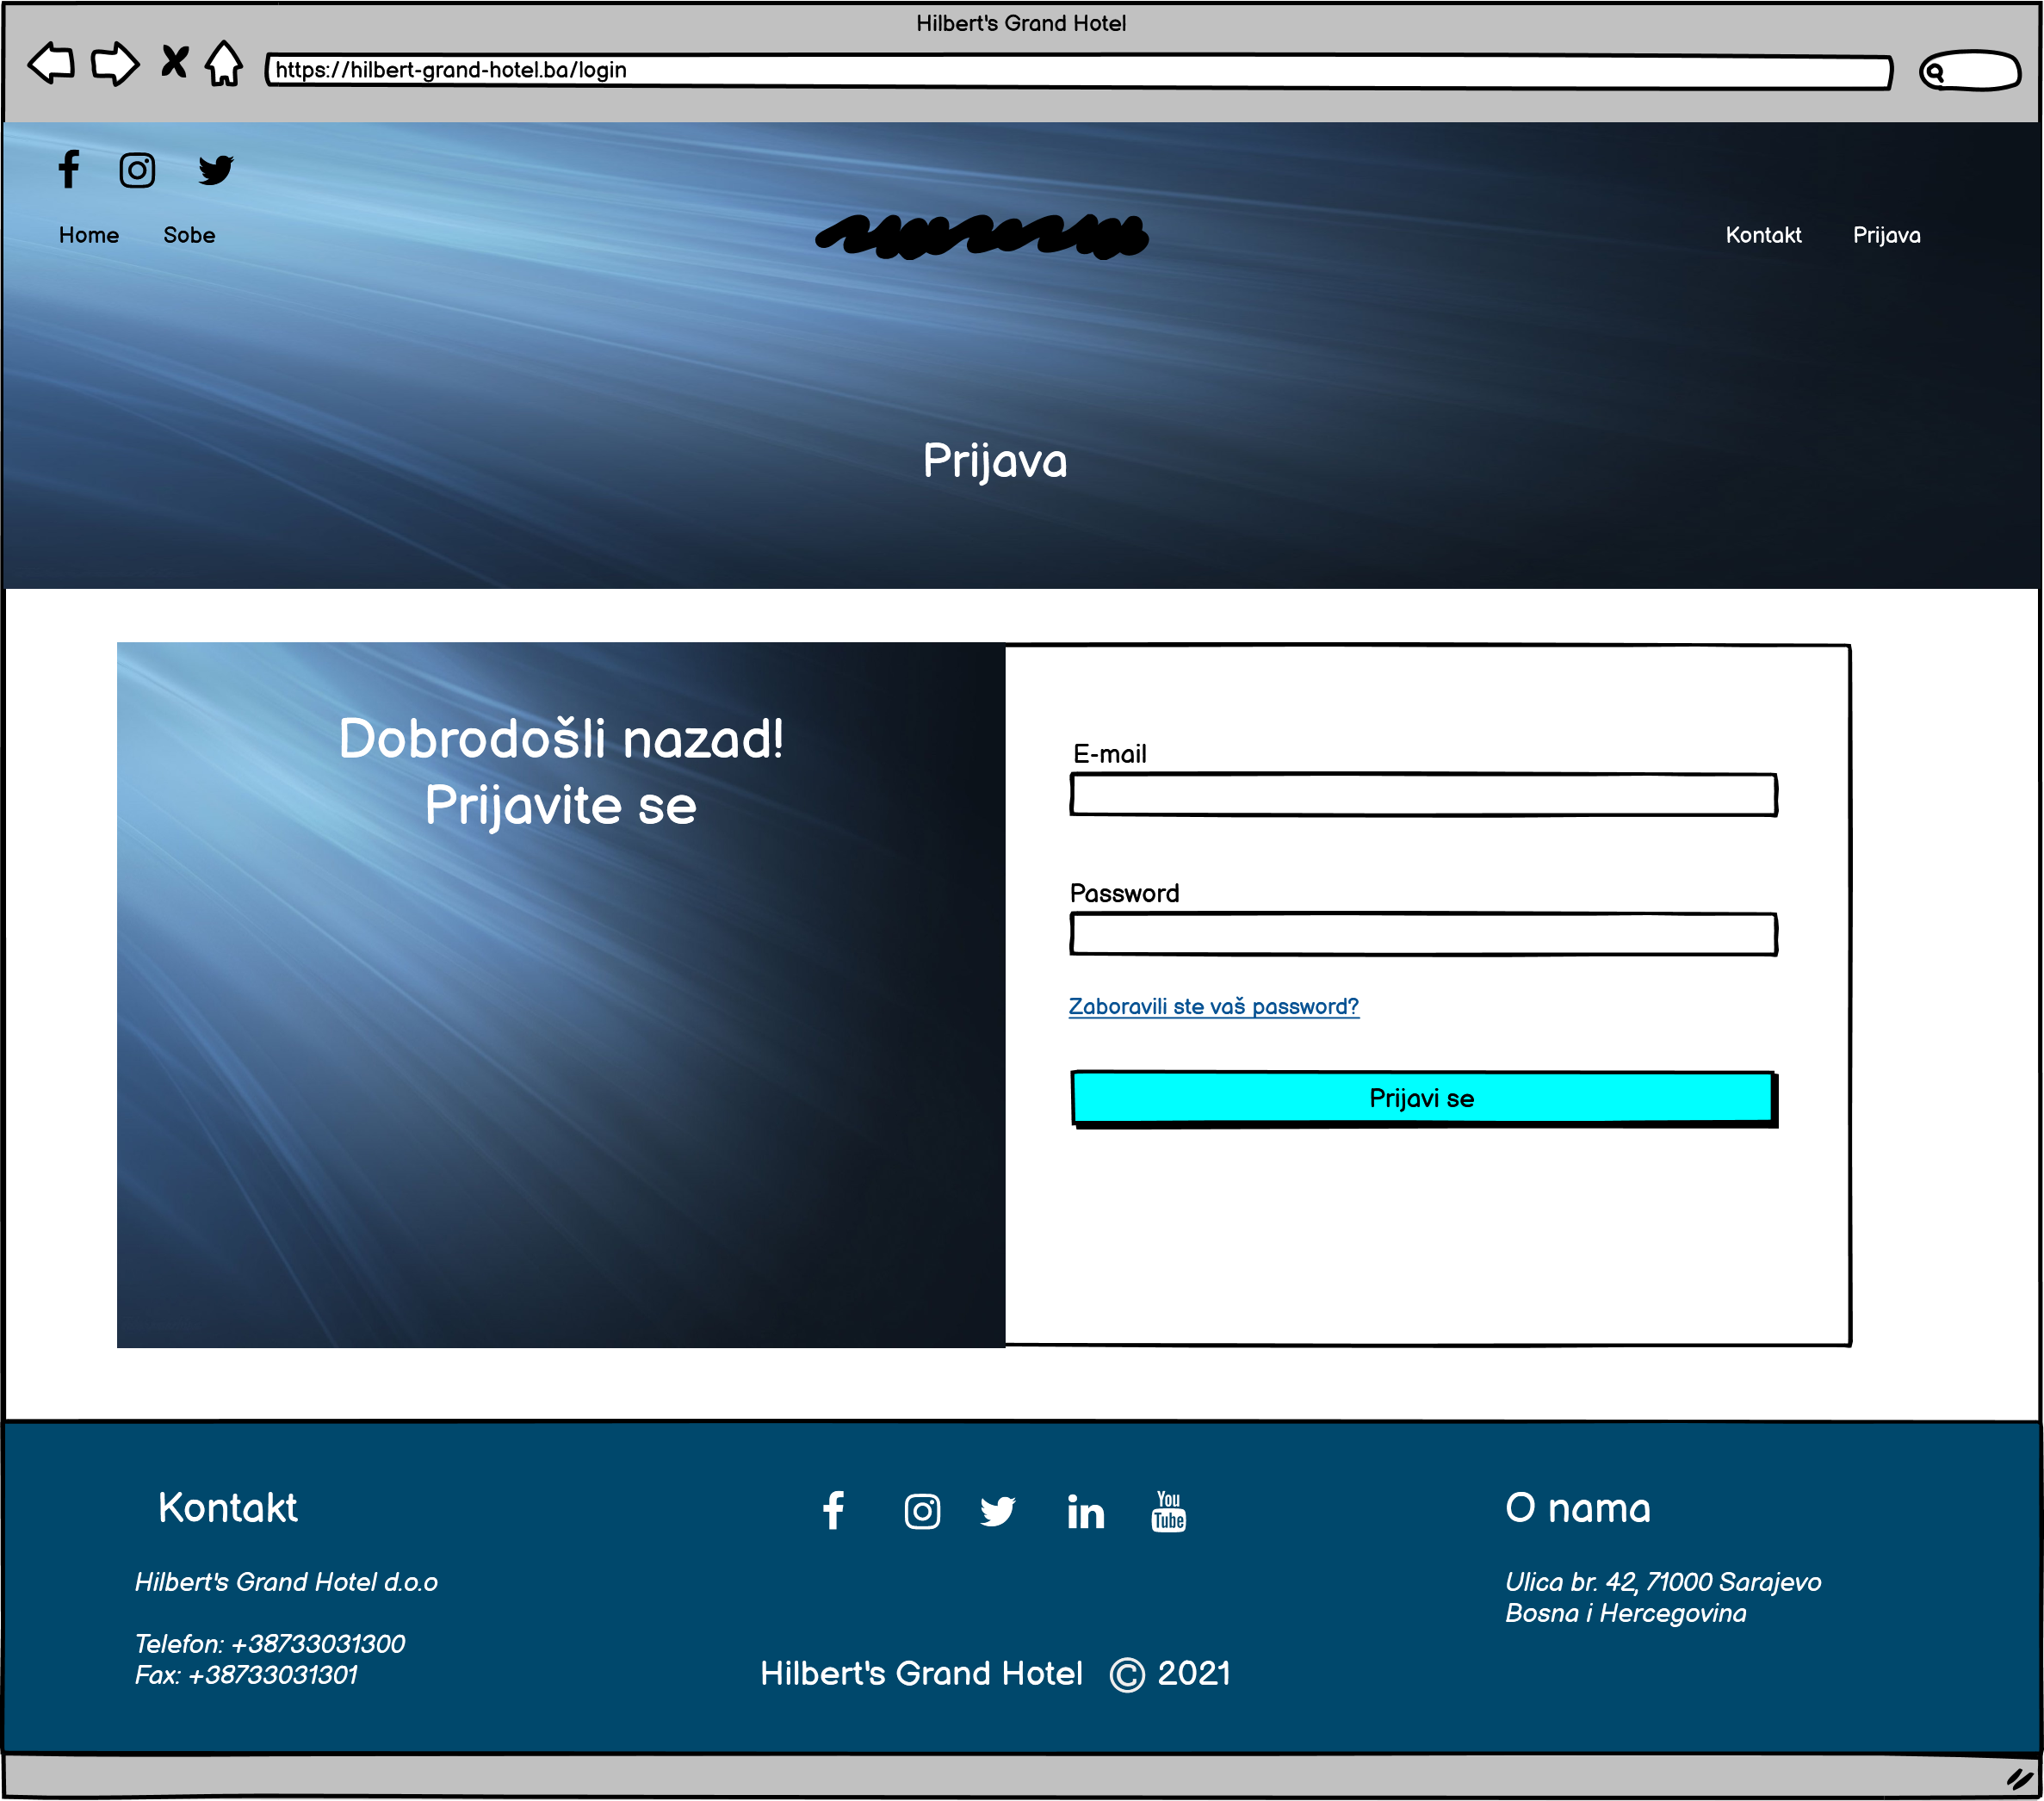 Hilbert's Grand Hotel
https://hilbert-grand-hotel.ba/login
Home Sobe Kontakt Prijava
Prijava
Dobrodošli nazad!
Prijavite se
E-mail
Password
Zaboravili ste vaš password?
Prijavi se
Kontakt
Hilbert's Grand Hotel d.o.o
Telefon: +38733031300
Fax: +38733031301
in
You
Tube
Hilbert's Grand Hotel © 2021
O nama
Ulica br. 42, 71000 Sarajevo
Bosna i Hercegovina